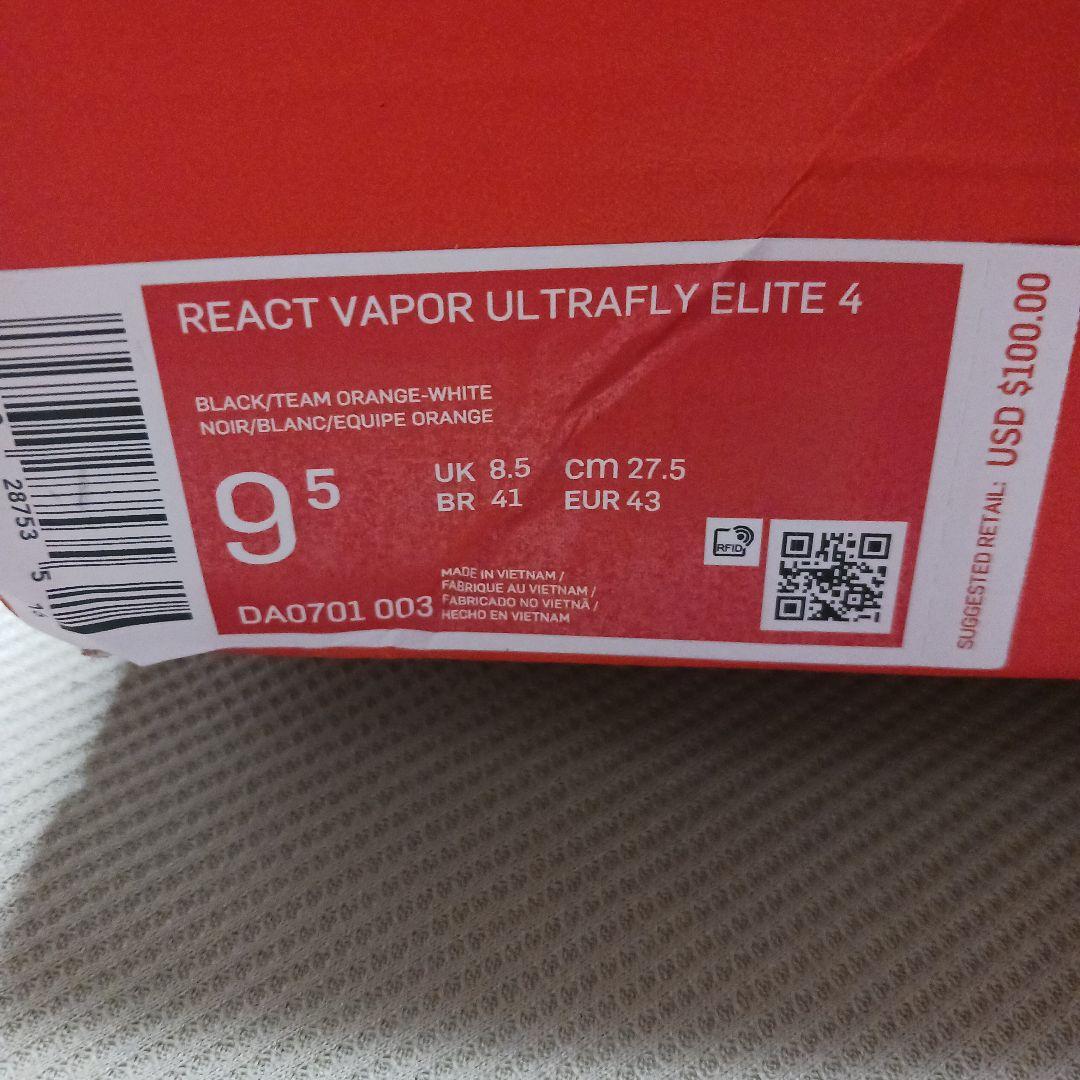 REACT VAPOR ULTRAFLY ELITE 4
BLACK/TEAM ORANGE-WHITE
NOIR/BLANC/EQUIPE ORANGE
9⁵
UK 8.5 cm 27.5
BR 41 EUR 43
RFID
MADE IN VIETNAM /
FABRIQUE AU VIETNAM /
FABRICADO NO VIETNÃ /
HECHO EN VIETNAM
DA0701 003
28753 5
SUGGESTED RETAIL: USD $100.00